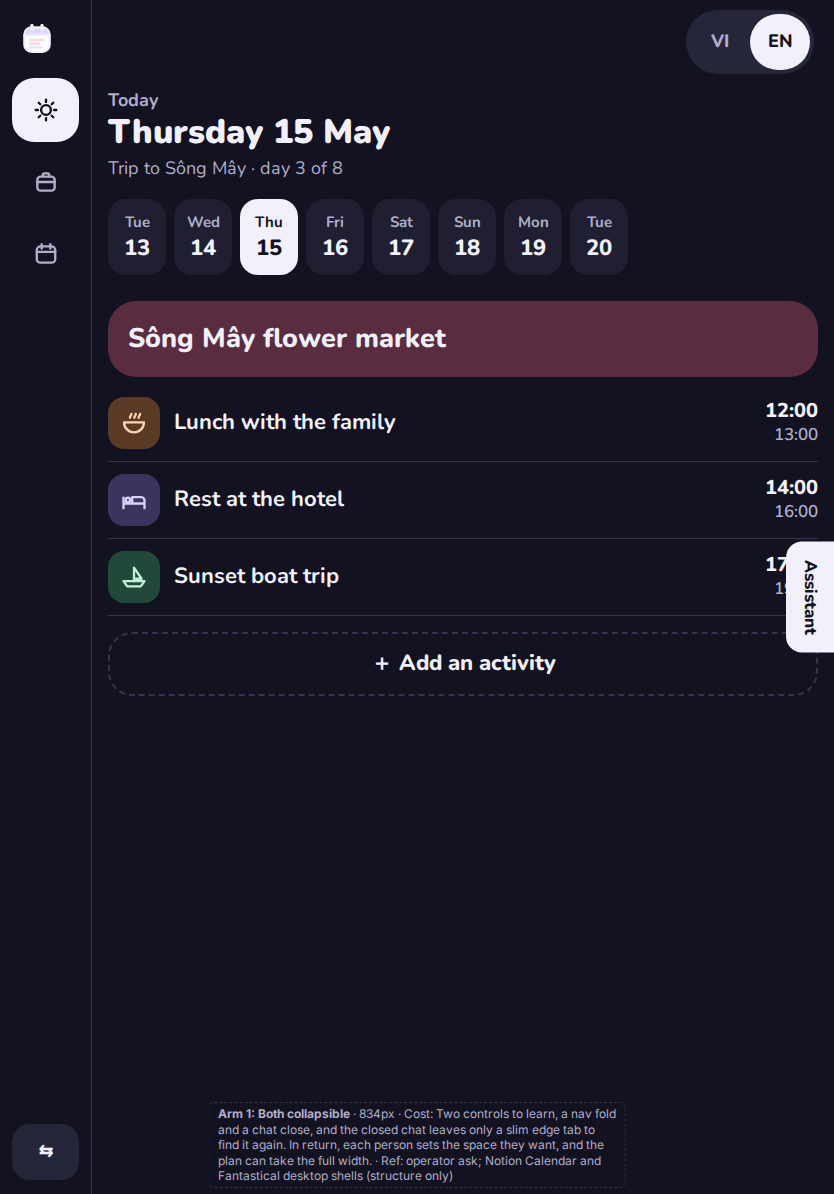 VI EN
Today
Thursday 15 May
Trip to Sông Mây · day 3 of 8
Tue Wed Thu Fri Sat Sun Mon Tue
13 14 15 16 17 18 19 20
Sông Mây flower market
Lunch with the family
12:00
13:00
Rest at the hotel
14:00
16:00
Sunset boat trip
17
Assistant
+ Add an activity
Arm 1: Both collapsible · 834px · Cost: Two controls to learn, a nav fold
and a chat close, and the closed chat leaves only a slim edge tab to
find it again. In return, each person sets the space they want, and the
plan can take the full width. · Ref: operator ask; Notion Calendar and
Fantastical desktop shells (structure only)